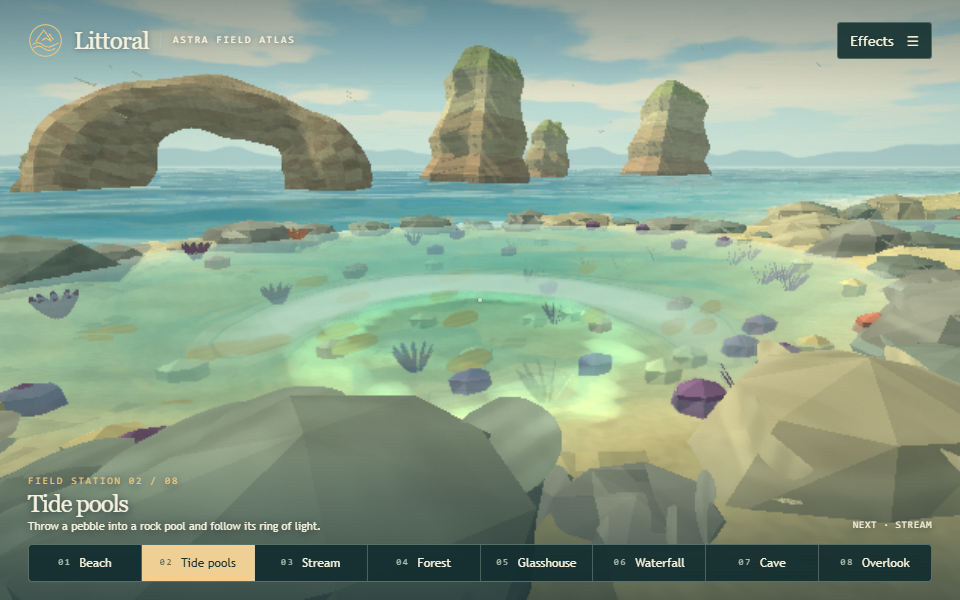 Littoral
ASTRA FIELD ATLAS
Effects
FIELD STATION 02 / 08
Tide pools
Throw a pebble into a rock pool and follow its ring of light.
NEXT · STREAM
01 Beach
02 Tide pools
03 Stream
04 Forest
05 Glasshouse
06 Waterfall
07 Cave
08 Overlook